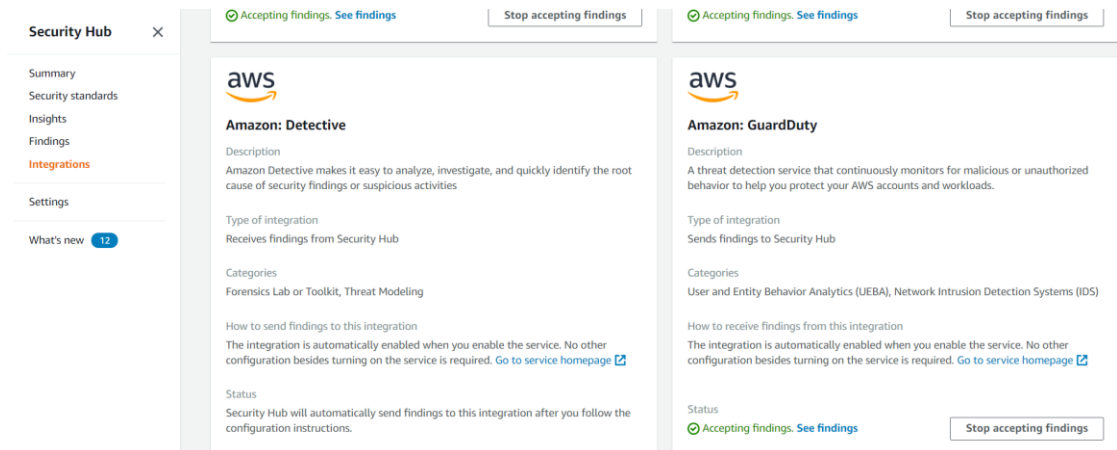 Security Hub
Summary
Security standards
Insights
Findings
Integrations
Settings
What's new 12
Accepting findings. See findings
Stop accepting findings
Accepting findings. See findings
Stop accepting findings
aws
Amazon: Detective
Description
Amazon Detective makes it easy to analyze, investigate, and quickly identify the root
cause of security findings or suspicious activities
Type of integration
Receives findings from Security Hub
Categories
Forensics Lab or Toolkit, Threat Modeling
How to send findings to this integration
The integration is automatically enabled when you enable the service. No other
configuration besides turning on the service is required. Go to service homepage
Status
Security Hub will automatically send findings to this integration after you follow the
configuration instructions.
aws
Amazon: GuardDuty
Description
A threat detection service that continuously monitors for malicious or unauthorized
behavior to help you protect your AWS accounts and workloads.
Type of integration
Sends findings to Security Hub
Categories
User and Entity Behavior Analytics (UEBA), Network Intrusion Detection Systems (IDS)
How to receive findings from this integration
The integration is automatically enabled when you enable the service. No other
configuration besides turning on the service is required. Go to service homepage
Status
Accepting findings. See findings
Stop accepting findings